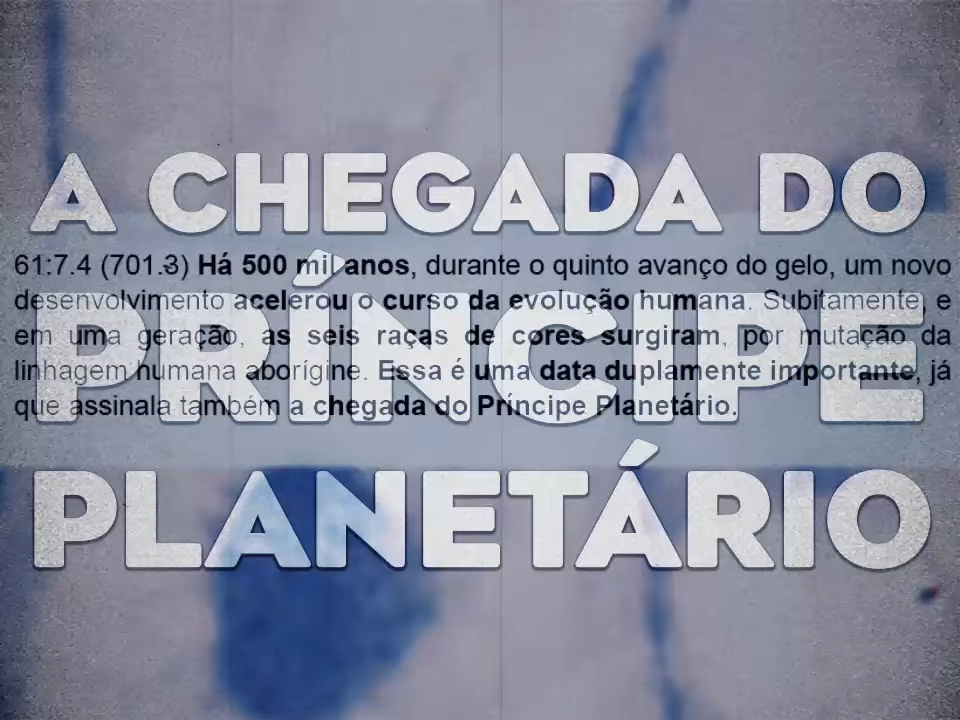 A CHEGADA DO
PRÍNCIPE
PLANETÁRIO
61:7.4 (701.3) Há 500 mil anos, durante o quinto avanço do gelo, um novo
desenvolvimento acelerou o curso da evolução humana. Subitamente, e
em uma geração, as seis raças de cores surgiram, por mutação da
linhagem humana aborígine. Essa é uma data duplamente importante, já
que assinala também a chegada do Príncipe Planetário.